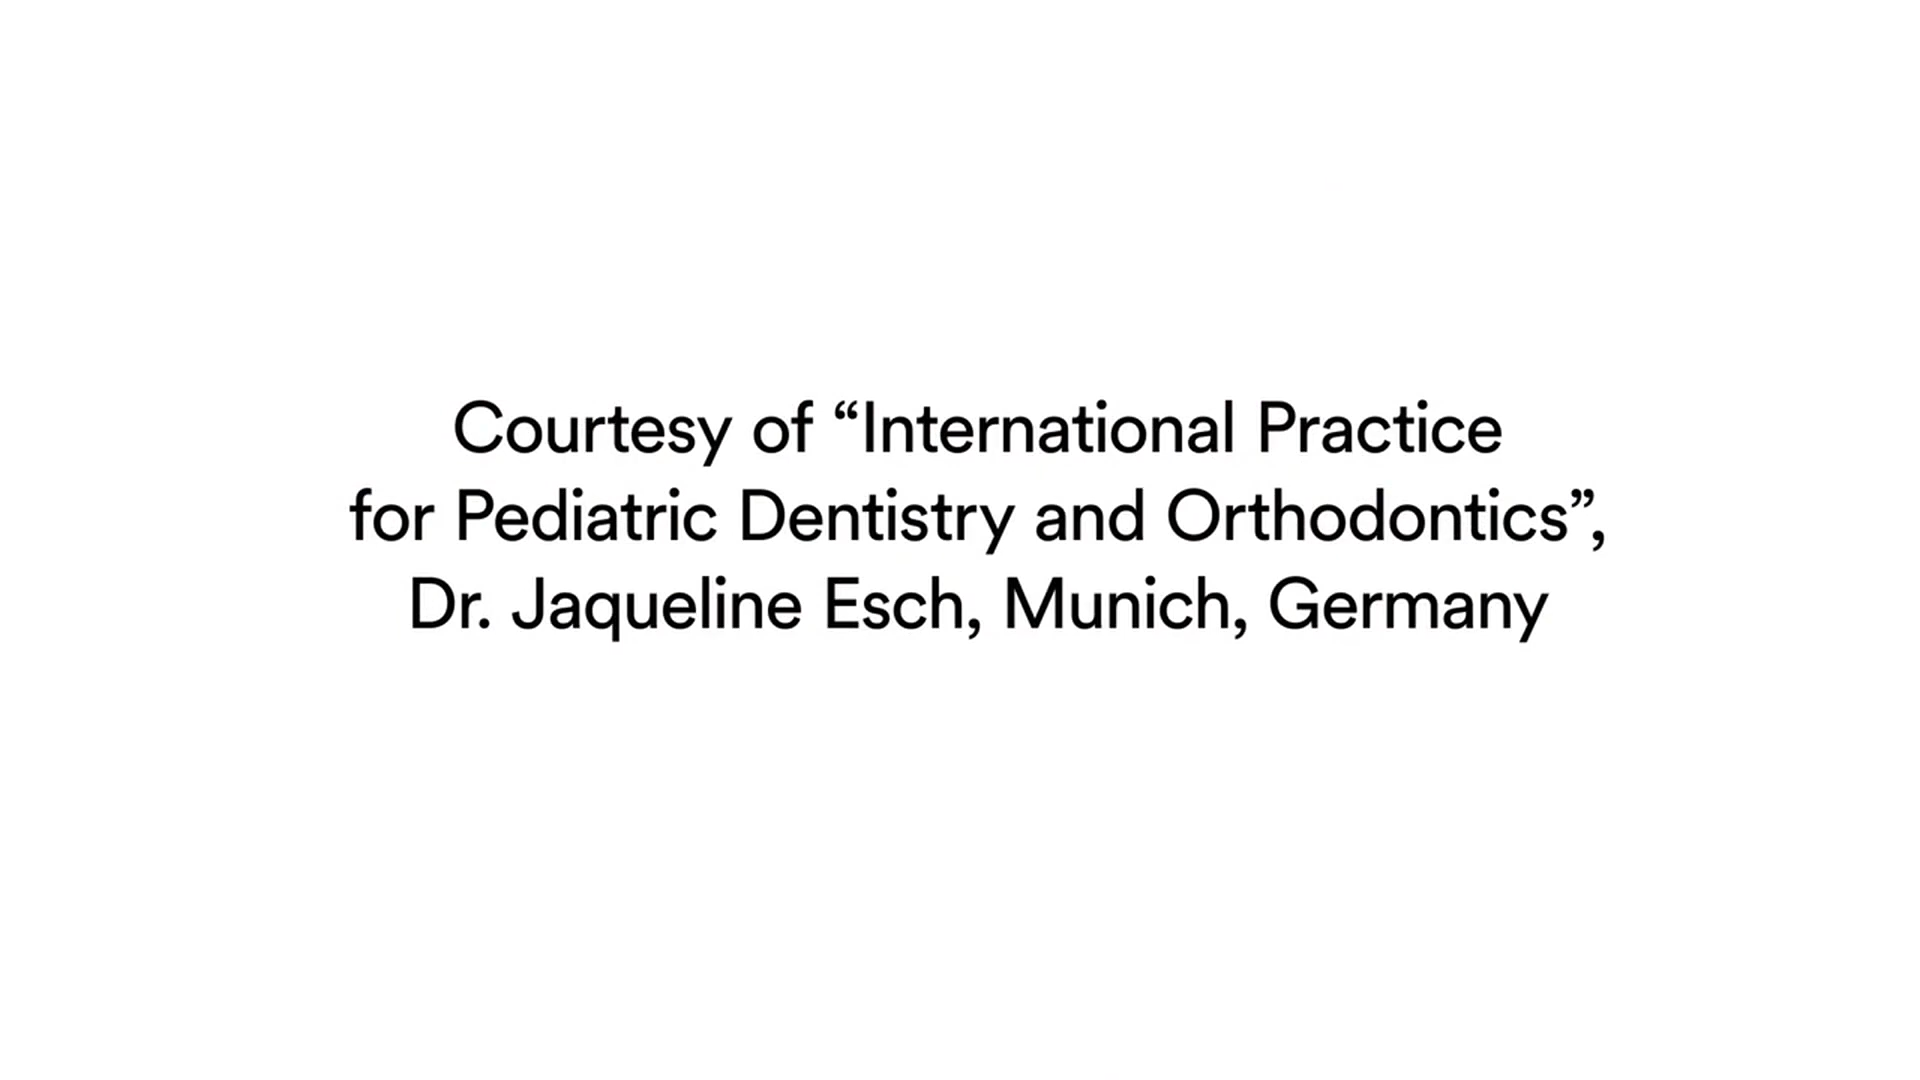 Courtesy of “International Practice
for Pediatric Dentistry and Orthodontics”,
Dr. Jaqueline Esch, Munich, Germany